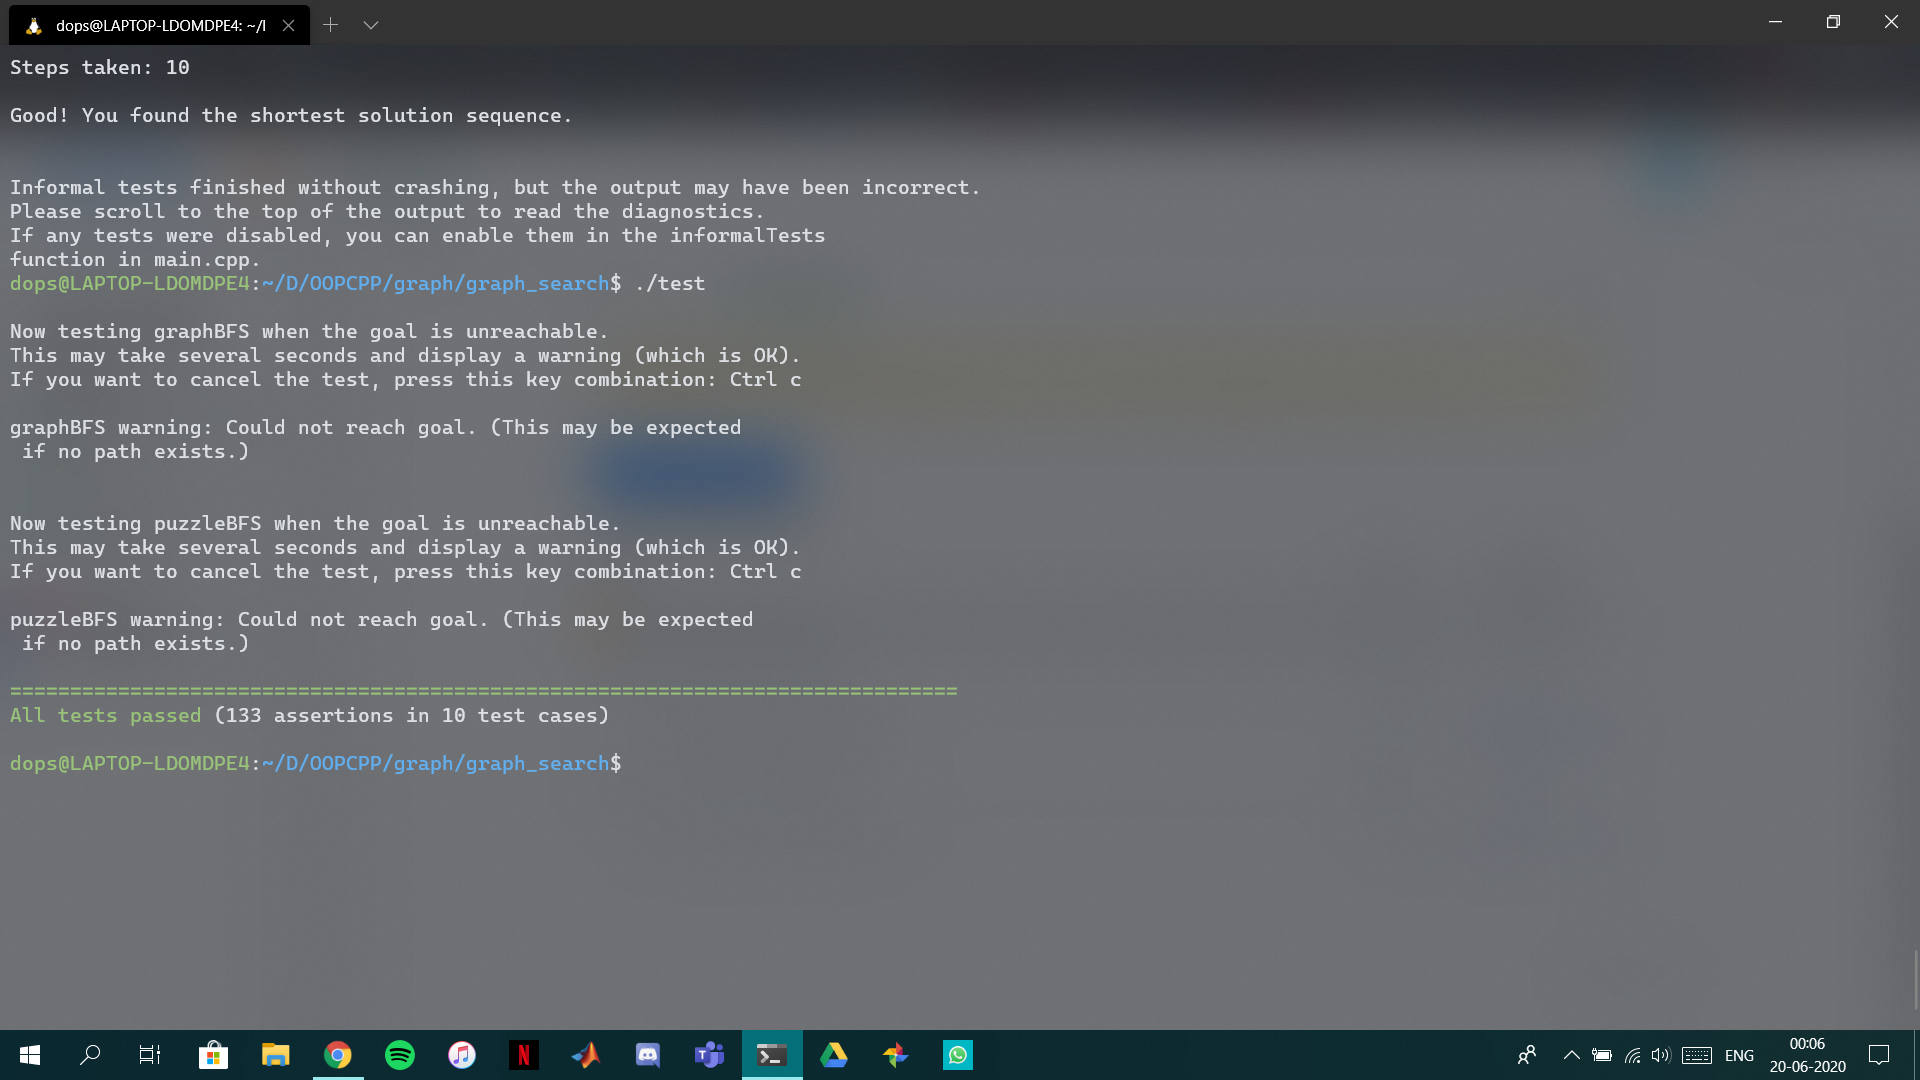 dops@LAPTOP-LDOMDPE4: ~/I
Steps taken: 10
Good! You found the shortest solution sequence.
Informal tests finished without crashing, but the output may have been incorrect.
Please scroll to the top of the output to read the diagnostics.
If any tests were disabled, you can enable them in the informalTests
function in main.cpp.
dops@LAPTOP-LDOMDPE4:~/D/OOPCPP/graph/graph_search$ ./test
Now testing graphBFS when the goal is unreachable.
This may take several seconds and display a warning (which is OK).
If you want to cancel the test, press this key combination: Ctrl c
graphBFS warning: Could not reach goal. (This may be expected
 if no path exists.)
Now testing puzzleBFS when the goal is unreachable.
This may take several seconds and display a warning (which is OK).
If you want to cancel the test, press this key combination: Ctrl c
puzzleBFS warning: Could not reach goal. (This may be expected
 if no path exists.)
===============================================================================
All tests passed (133 assertions in 10 test cases)
dops@LAPTOP-LDOMDPE4:~/D/OOPCPP/graph/graph_search$
ENG
00:06
20-06-2020